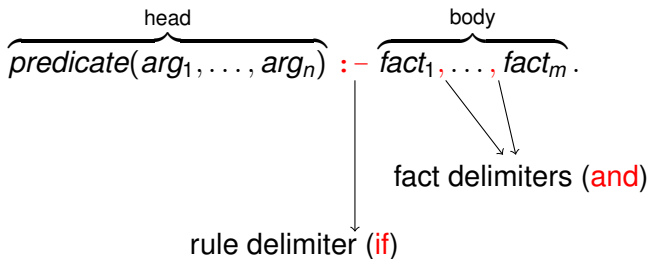 head body
predicate(arg₁, . . . , argₙ) :– fact₁, . . . , factₘ .
fact delimiters (and)
rule delimiter (if)